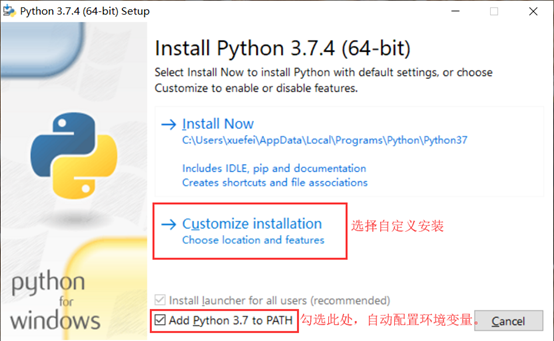 Python 3.7.4 (64-bit) Setup
Install Python 3.7.4 (64-bit)
Select Install Now to install Python with default settings, or choose
Customize to enable or disable features.
Install Now
C:\Users\xuefei\AppData\Local\Programs\Python\Python37
Includes IDLE, pip and documentation
Creates shortcuts and file associations
Customize installation 选择自定义安装
Choose location and features
python
for
windows
Install launcher for all users (recommended)
Add Python 3.7 to PATH 勾选此处，自动配置环境变量。 Cancel